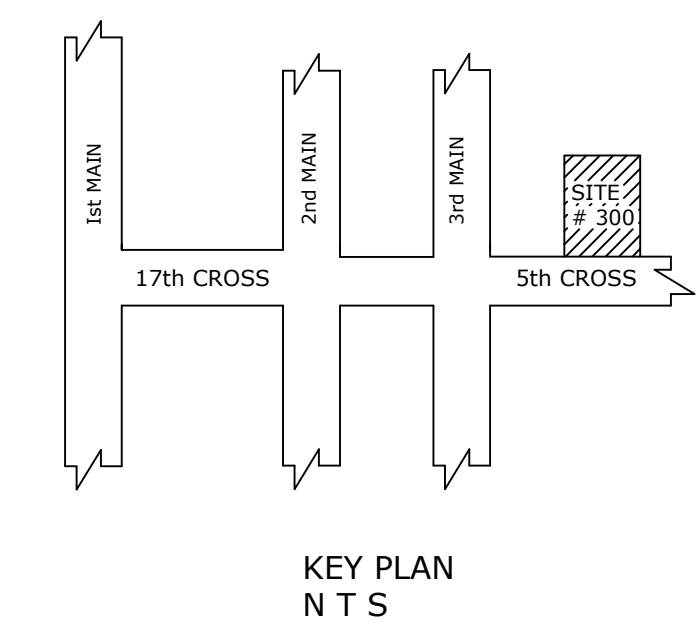 Ist MAIN
2nd MAIN
3rd MAIN
SITE
# 300
17th CROSS
5th CROSS
KEY PLAN
N T S